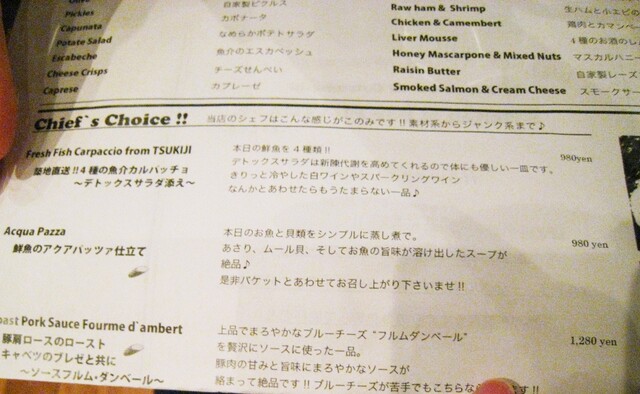 Pickles 自家製ピクルス
Capunata カポナータ
Potate Salad なめらかポテトサラダ
Escabeche 魚介のエスカベッシュ
Cheese Crisps チーズせんべい
Caprese カプレーゼ
Raw ham & Shrimp 生ハムと小エビの
Chicken & Camembert 鶏肉とカマンベー
Liver Mousse 4種のお酒のレ
Honey Mascarpone & Mixed Nuts マスカルハニー
Raisin Butter 自家製レーズ
Smoked Salmon & Cream Cheese スモークサー
Chief`s Choice !! 当店のシェフはこんな感じがこのみです!!素材系からジャンク系まで♪
Fresh Fish Carpaccio from TSUKIJI
築地直送!!4種の魚介カルパッチョ
～デトックスサラダ添え～
本日の鮮魚を4種類!!
デトックスサラダは新陳代謝を高めてくれるので体にも優しい一皿です。
きりっと冷やした白ワインやスパークリングワイン
なんかとあわせたらもうたまらない一品♪
980yen
Acqua Pazza
鮮魚のアクアパッツァ仕立て
本日のお魚と貝類をシンプルに蒸し煮で。
あさり、ムール貝、そしてお魚の旨味が溶け出したスープが
絶品♪
是非バケットとあわせてお召し上がり下さいませ!!
980 yen
oast Pork Sauce Fourme d`ambert
豚肩ロースのロースト
キャベツのブレゼと共に
～ソースフルム・ダンベール～
上品でまろやかなブルーチーズ “フルムダンベール”
を贅沢にソースに使った一品。
豚肉の甘みと旨味にまろやかなソースが
絡まって絶品です!!ブルーチーズが苦手でもこちらな
1,280 yen